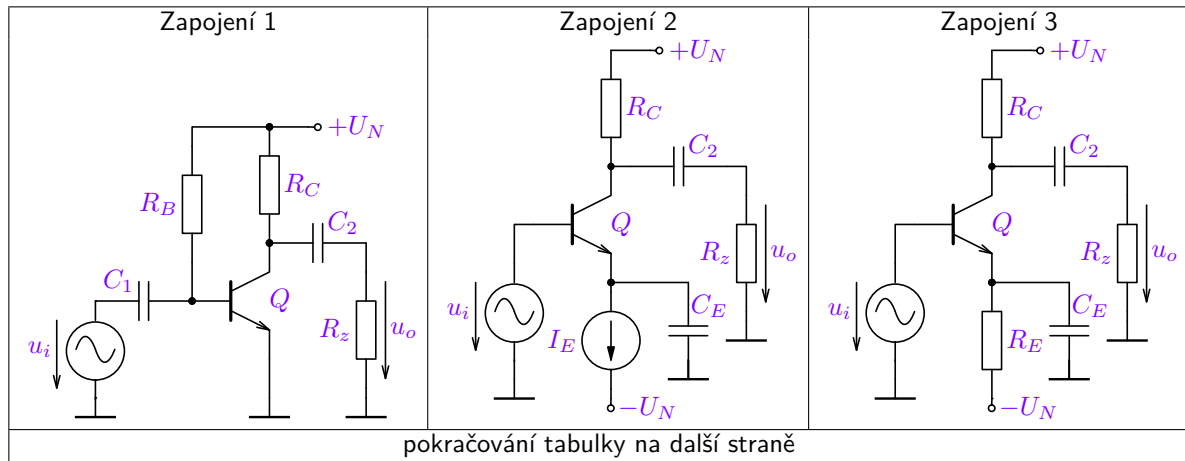 Zapojení 1
+U_N
R_B
R_C
C_2
C_1
Q
u_i
R_z
u_o
Zapojení 2
+U_N
R_C
C_2
Q
R_z
u_o
u_i
C_E
I_E
−U_N
Zapojení 3
+U_N
R_C
C_2
Q
R_z
u_o
u_i
C_E
R_E
−U_N
pokračování tabulky na další straně